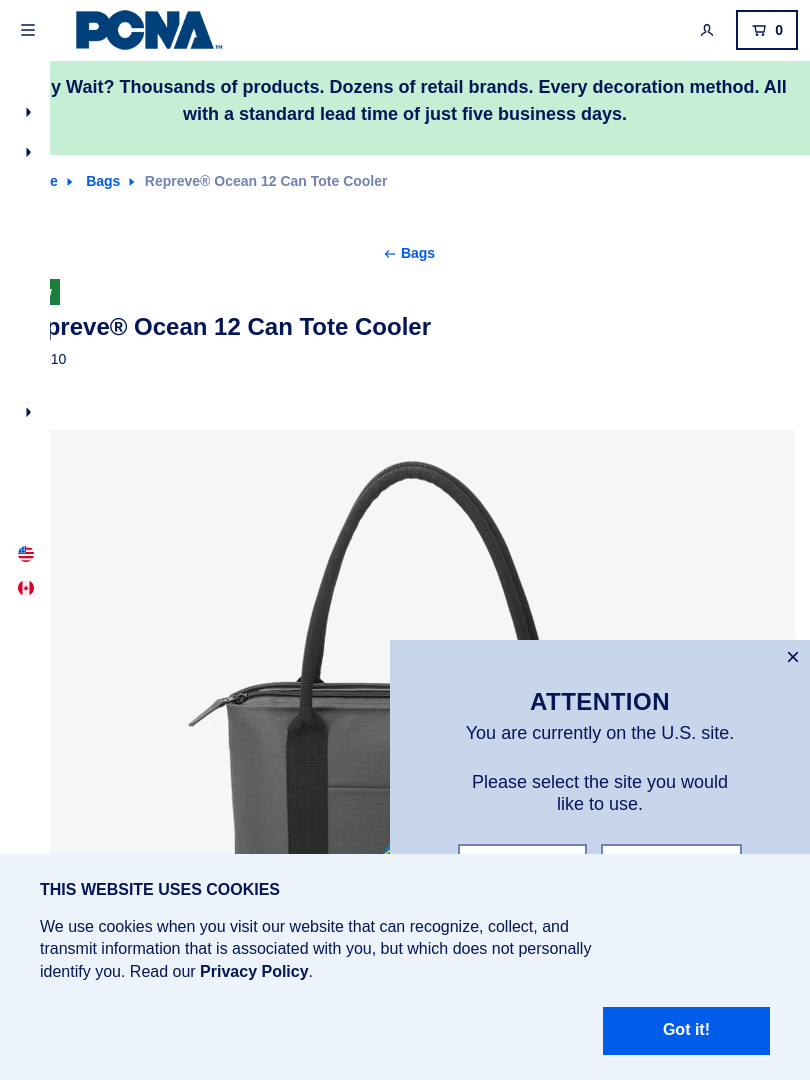 PCNA™
0
Wait? Thousands of products. Dozens of retail brands. Every decoration method. All
with a standard lead time of just five business days.
Bags
Repreve® Ocean 12 Can Tote Cooler
Bags
preve® Ocean 12 Can Tote Cooler
10
ATTENTION
You are currently on the U.S. site.
Please select the site you would
like to use.
THIS WEBSITE USES COOKIES
We use cookies when you visit our website that can recognize, collect, and
transmit information that is associated with you, but which does not personally
identify you. Read our Privacy Policy.
Got it!